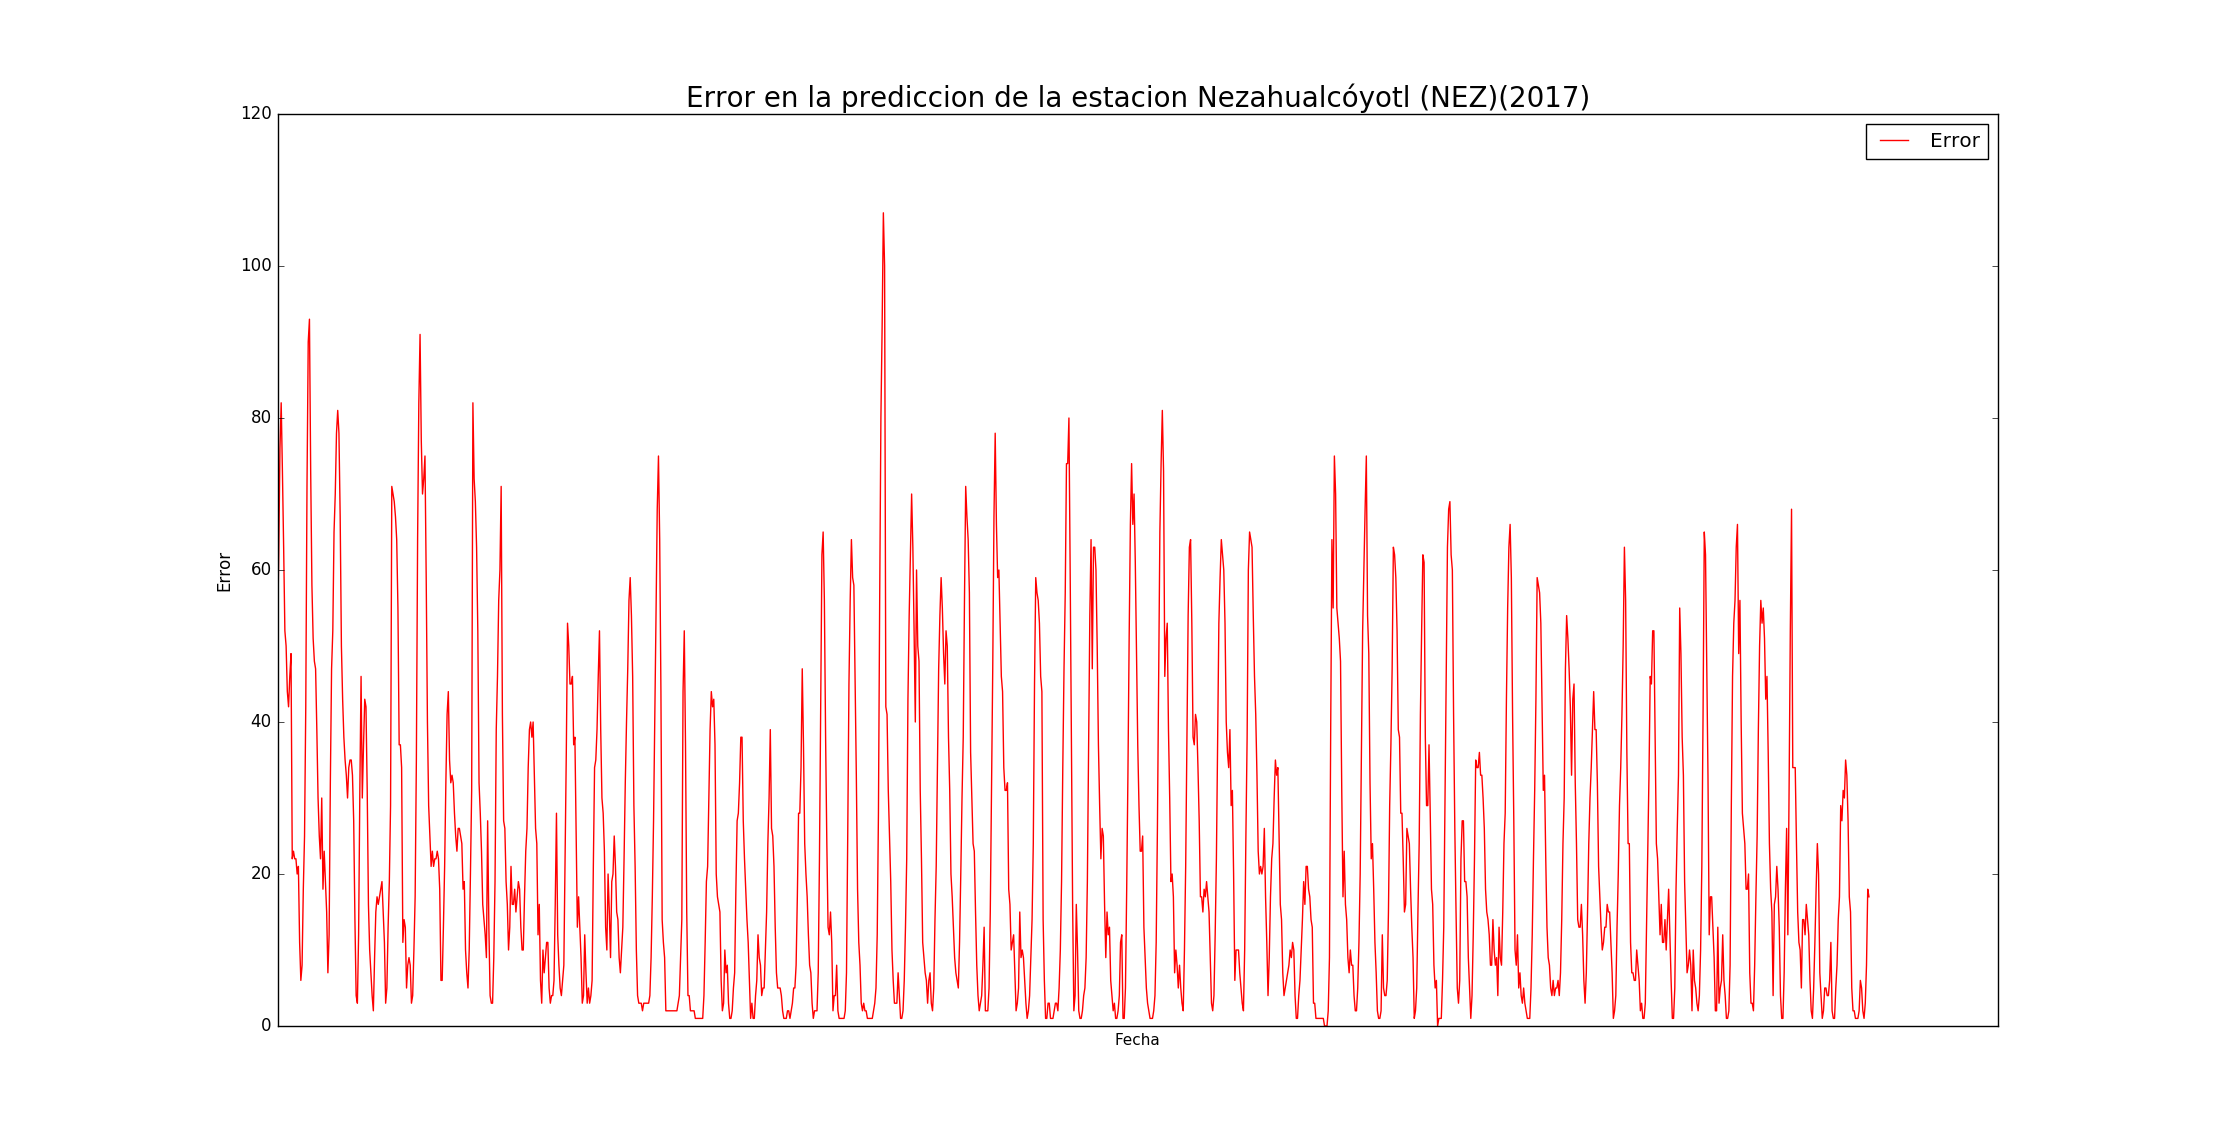 Error en la prediccion de la estacion Nezahualcóyotl (NEZ)(2017)
120
100
80
60
40
20
0
Error
Error
Fecha